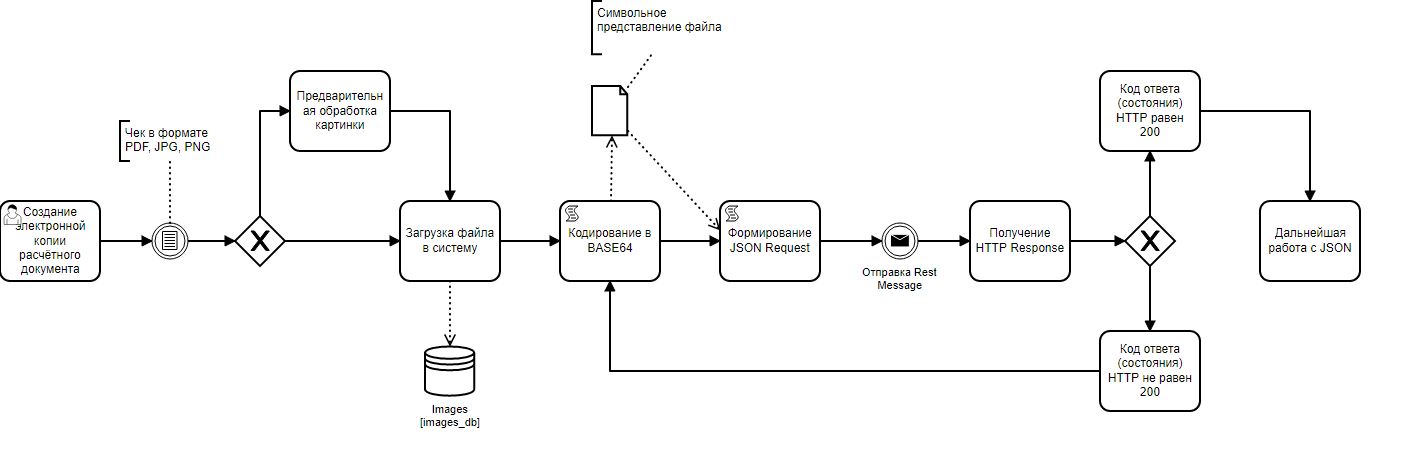 Символьное
представление файла
Предварительн
ая обработка
картинки
Код ответа
(состояния)
HTTP равен
200
Чек в формате
PDF, JPG, PNG
Создание
электронной
копии
расчётного
документа
Загрузка файла
в систему
Кодирование в
BASE64
Формирование
JSON Request
Отправка Rest
Message
Получение
HTTP Response
Дальнейшая
работа с JSON
Код ответа
(состояния)
HTTP не равен
200
Images
[images_db]